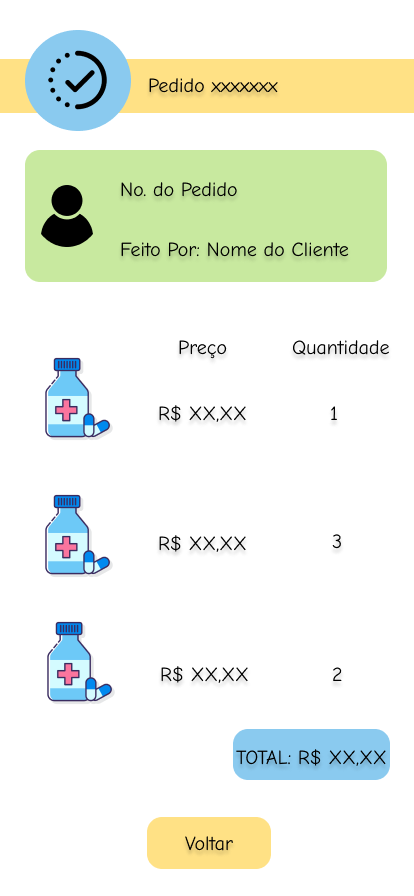 Pedido xxxxxxx
No. do Pedido
Feito Por: Nome do Cliente
Preço Quantidade
R$ XX,XX 1
R$ XX,XX 3
R$ XX,XX 2
TOTAL: R$ XX,XX
Voltar